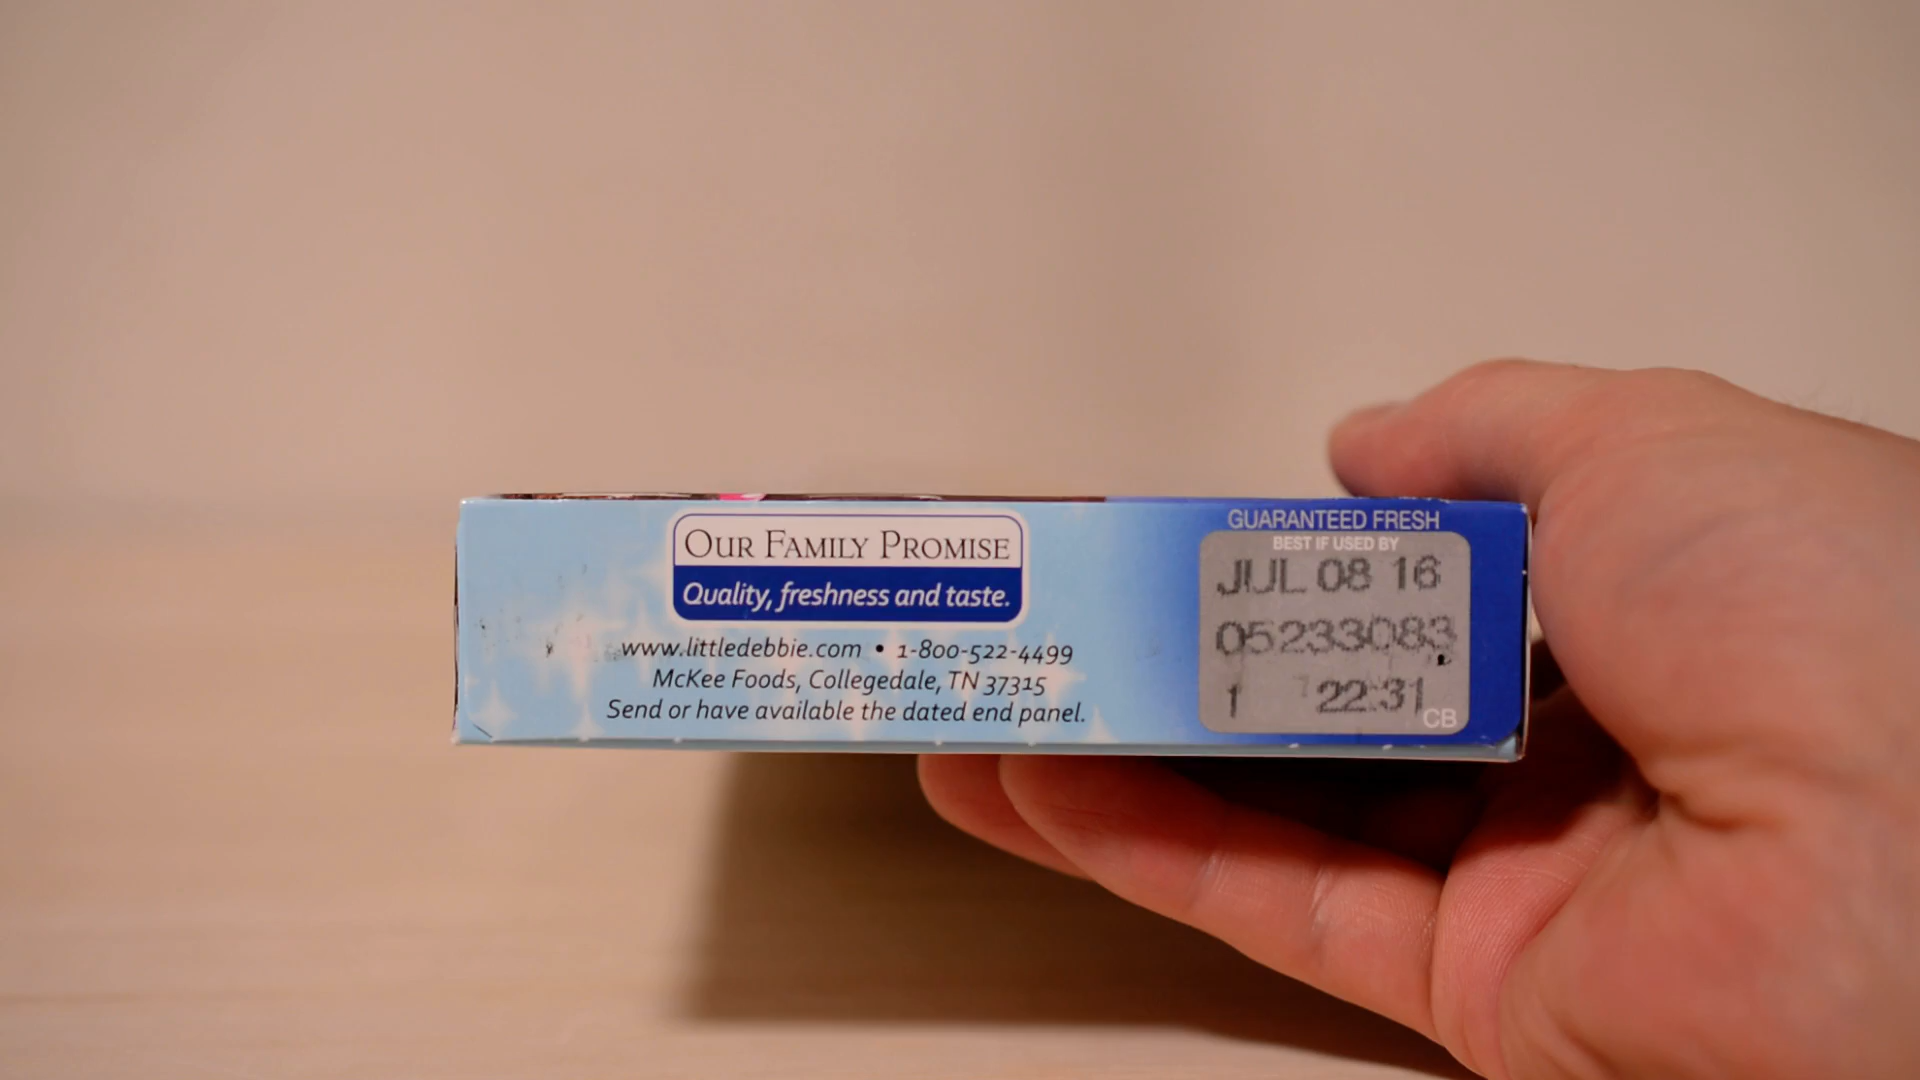 OUR FAMILY PROMISE
Quality, freshness and taste.
www.littledebbie.com • 1-800-522-4499
McKee Foods, Collegedale, TN 37315
Send or have available the dated end panel.
GUARANTEED FRESH
BEST IF USED BY
JUL 08 16
05233083
1 22:31
CB